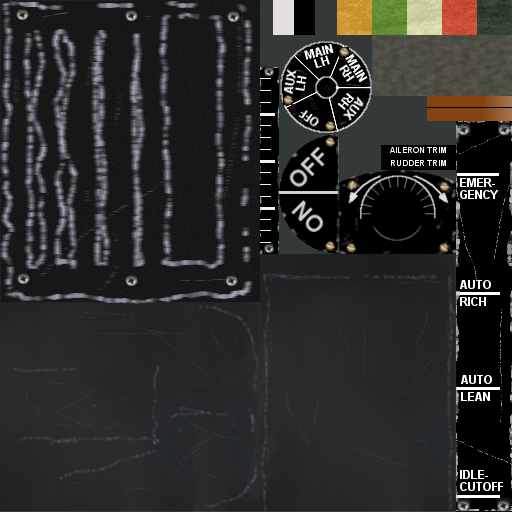 MAIN
LH
MAIN
RH
AUX
LH
AUX
RH
OFF
OFF
NO
AILERON TRIM
RUDDER TRIM
EMER-
GENCY
AUTO
RICH
AUTO
LEAN
IDLE-
CUTOFF